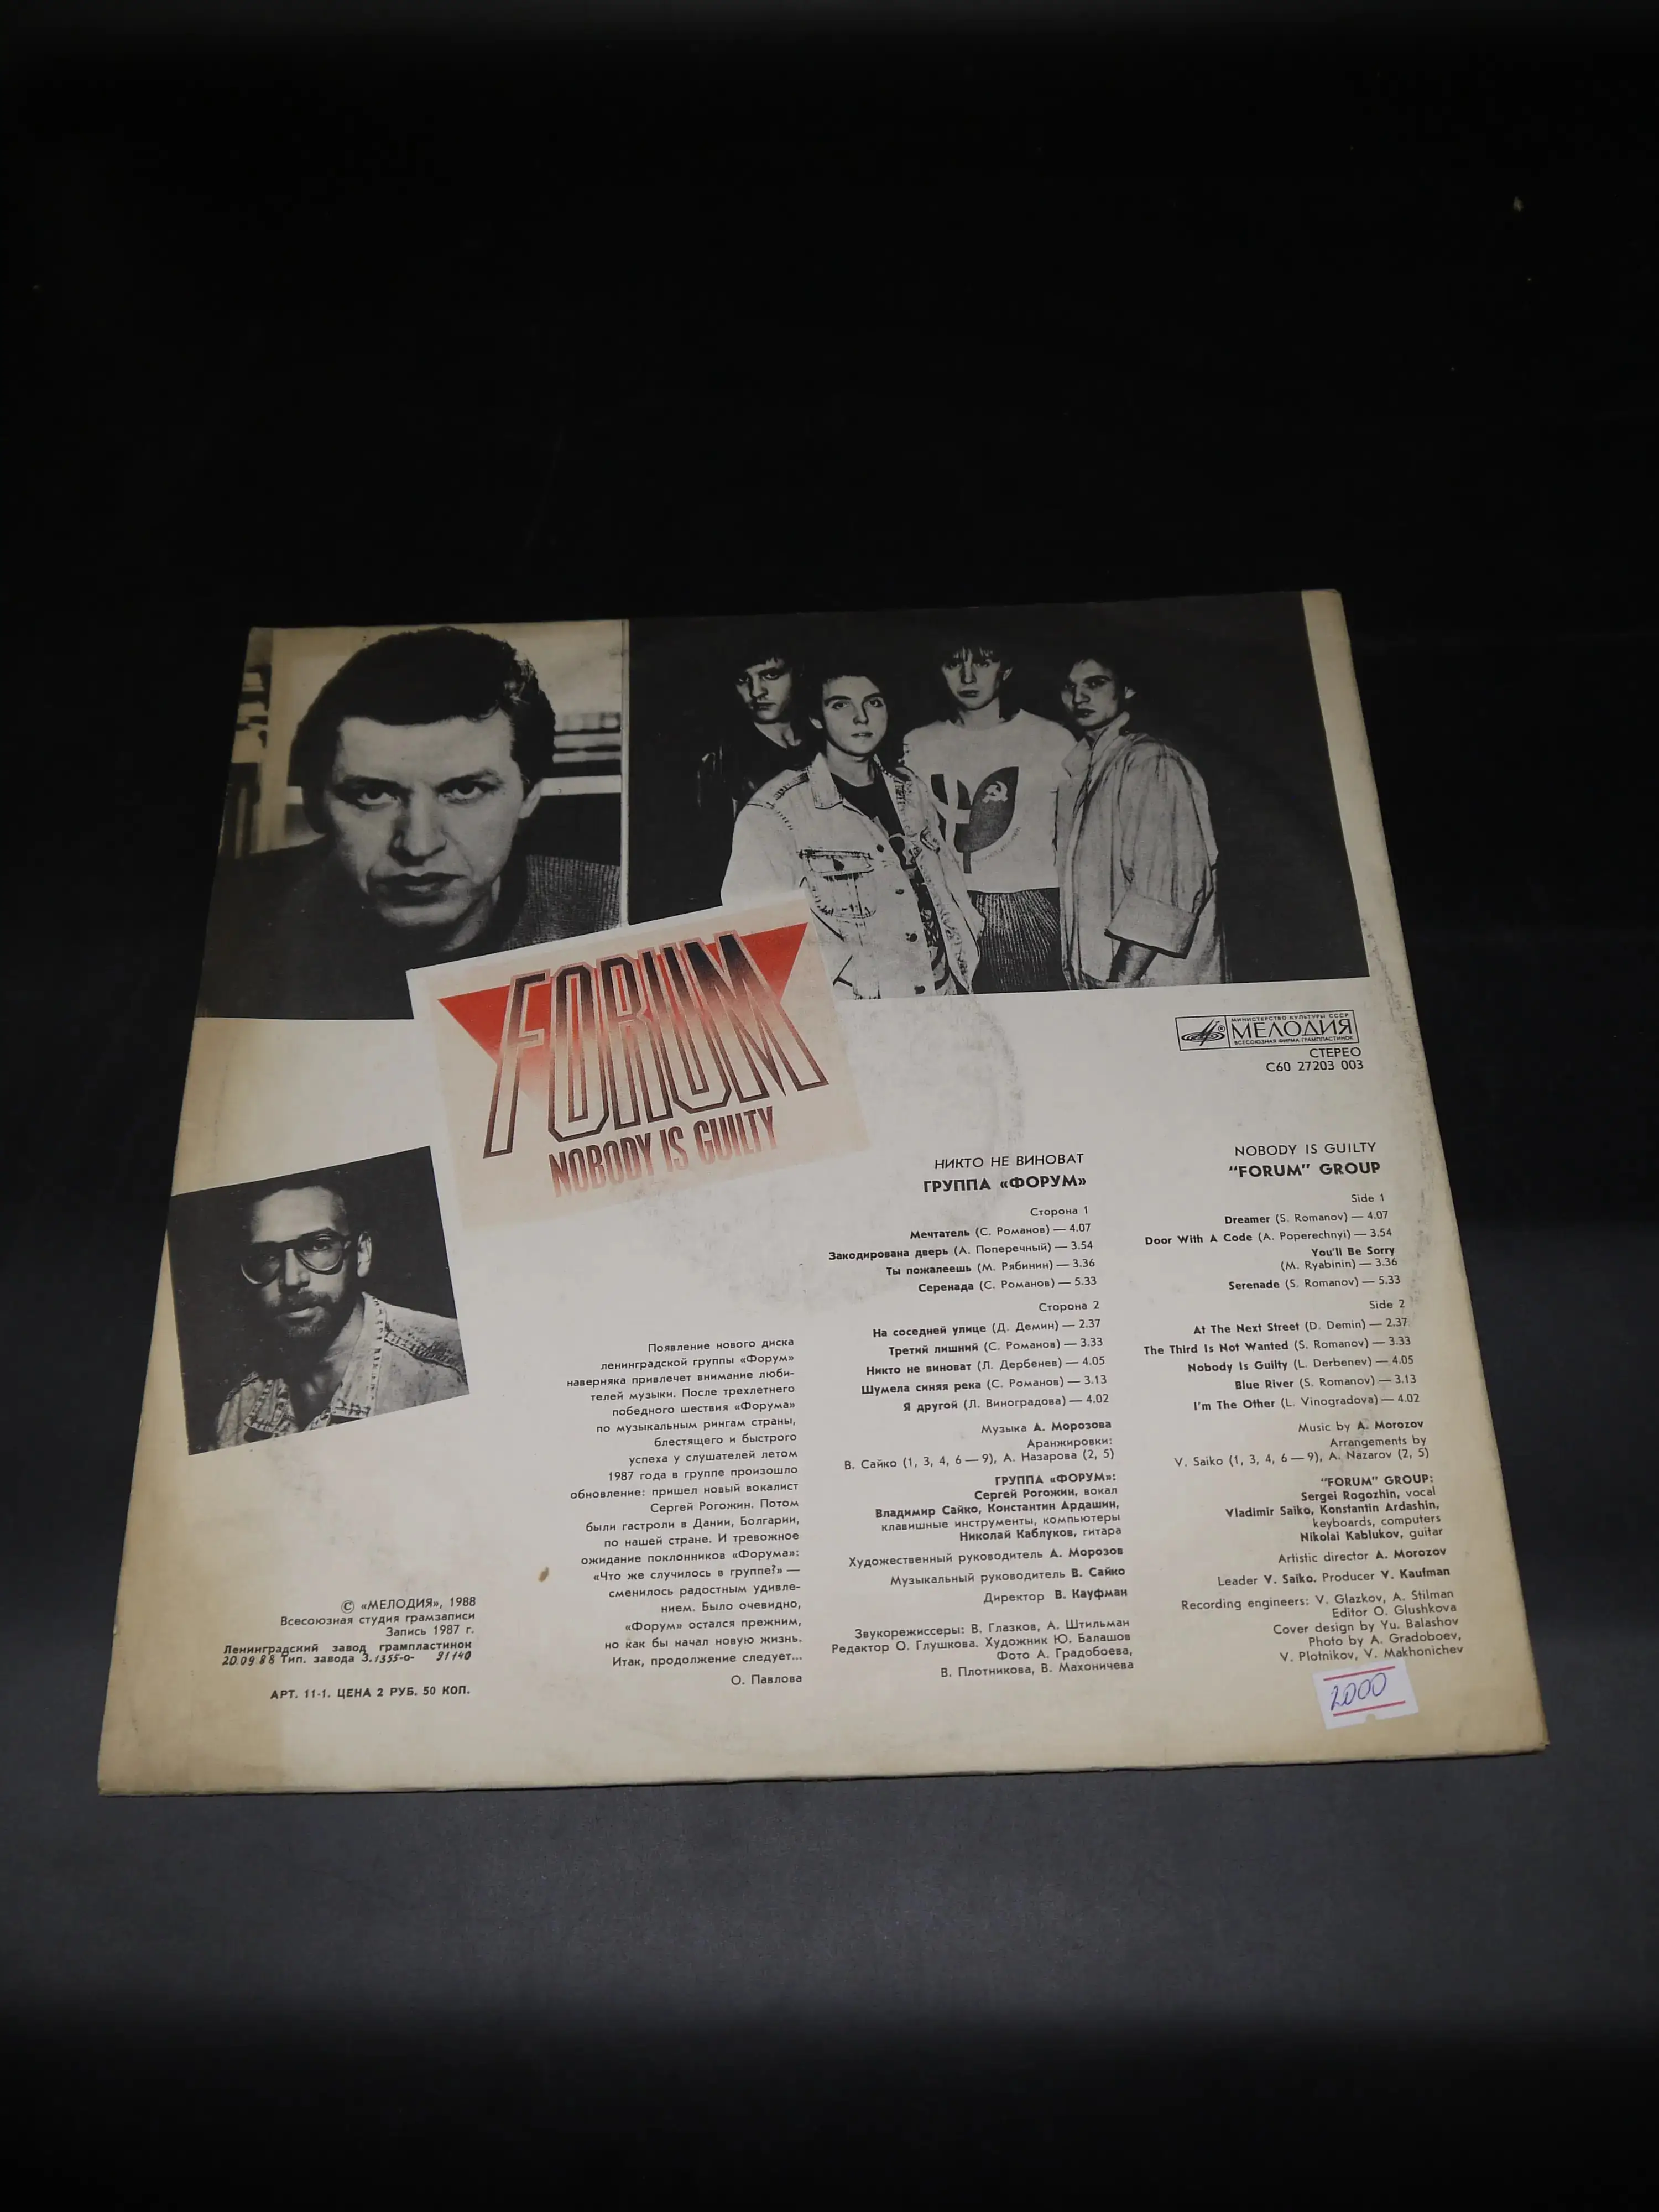 FORUM
NOBODY IS GUILTY
МИНИСТЕРСТВО КУЛЬТУРЫ СССР
МЕЛОДИЯ
ВСЕСОЮЗНАЯ ФИРМА ГРАМПЛАСТИНОК
СТЕРЕО
С60 27203 003
НИКТО НЕ ВИНОВАТ
ГРУППА «ФОРУМ»
Сторона 1
Мечтатель (С. Романов) — 4.07
Закодирована дверь (А. Поперечный) — 3.54
Ты пожалеешь (М. Рябинин) — 3.36
Серенада (С. Романов) — 5.33
Сторона 2
На соседней улице (Д. Демин) — 2.37
Третий лишний (С. Романов) — 3.33
Никто не виноват (Л. Дербенев) — 4.05
Шумела синяя река (С. Романов) — 3.13
Я другой (Л. Виноградова) — 4.02
Музыка А. Морозова
Аранжировки:
В. Сайко (1, 3, 4, 6 — 9), А. Назарова (2, 5)
ГРУППА «ФОРУМ»:
Сергей Рогожин, вокал
Владимир Сайко, Константин Ардашин,
клавишные инструменты, компьютеры
Николай Каблуков, гитара
Художественный руководитель А. Морозов
Музыкальный руководитель В. Сайко
Директор В. Кауфман
Звукорежиссеры: В. Глазков, А. Штильман
Редактор О. Глушкова. Художник Ю. Балашов
Фото А. Градобоева,
В. Плотникова, В. Махоничева
NOBODY IS GUILTY
“FORUM” GROUP
Side 1
Dreamer (S. Romanov) — 4.07
Door With A Code (A. Poperechnyi) — 3.54
You'll Be Sorry
(M. Ryabinin) — 3.36
Serenade (S. Romanov) — 5.33
Side 2
At The Next Street (D. Demin) — 2.37
The Third Is Not Wanted (S. Romanov) — 3.33
Nobody Is Guilty (L. Derbenev) — 4.05
Blue River (S. Romanov) — 3.13
I'm The Other (L. Vinogradova) — 4.02
Music by A. Morozov
Arrangements by
V. Saiko (1, 3, 4, 6 — 9), A. Nazarov (2, 5)
“FORUM” GROUP:
Sergei Rogozhin, vocal
Vladimir Saiko, Konstantin Ardashin,
keyboards, computers
Nikolai Kablukov, guitar
Artistic director A. Morozov
Leader V. Saiko. Producer V. Kaufman
Recording engineers: V. Glazkov, A. Stilman
Editor O. Glushkova
Cover design by Yu. Balashov
Photo by A. Gradoboev,
V. Plotnikov, V. Makhonichev
2000
Появление нового диска
ленинградской группы «Форум»
наверняка привлечет внимание люби-
телей музыки. После трехлетнего
победного шествия «Форума»
по музыкальным рингам страны,
блестящего и быстрого
успеха у слушателей летом
1987 года в группе произошло
обновление: пришел новый вокалист
Сергей Рогожин. Потом
были гастроли в Дании, Болгарии,
по нашей стране. И тревожное
ожидание поклонников «Форума»:
«Что же случилось в группе?» —
сменилось радостным удивле-
нием. Было очевидно,
«Форум» остался прежним,
но как бы начал новую жизнь.
Итак, продолжение следует...
О. Павлова
© «МЕЛОДИЯ», 1988
Всесоюзная студия грамзаписи
Запись 1987 г.
Ленинградский завод грампластинок
20.09.88 Тип. завода З. 1355-0- 91140
АРТ. 11-1. ЦЕНА 2 РУБ. 50 КОП.